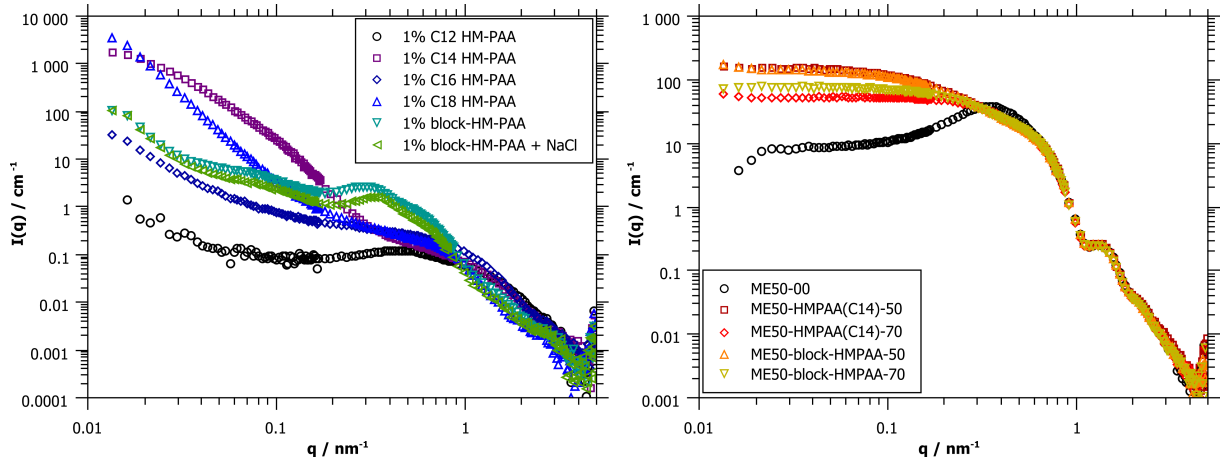 10 000
1 000
100
10
1
0.1
0.01
0.001
0.0001
I(q) / cm⁻¹
0.01
0.1
1
q / nm⁻¹
1% C12 HM-PAA
1% C14 HM-PAA
1% C16 HM-PAA
1% C18 HM-PAA
1% block-HM-PAA
1% block-HM-PAA + NaCl
1 000
100
10
1
0.1
0.01
0.001
I(q) / cm⁻¹
0.01
0.1
1
q / nm⁻¹
ME50-00
ME50-HMPAA(C14)-50
ME50-HMPAA(C14)-70
ME50-block-HMPAA-50
ME50-block-HMPAA-70